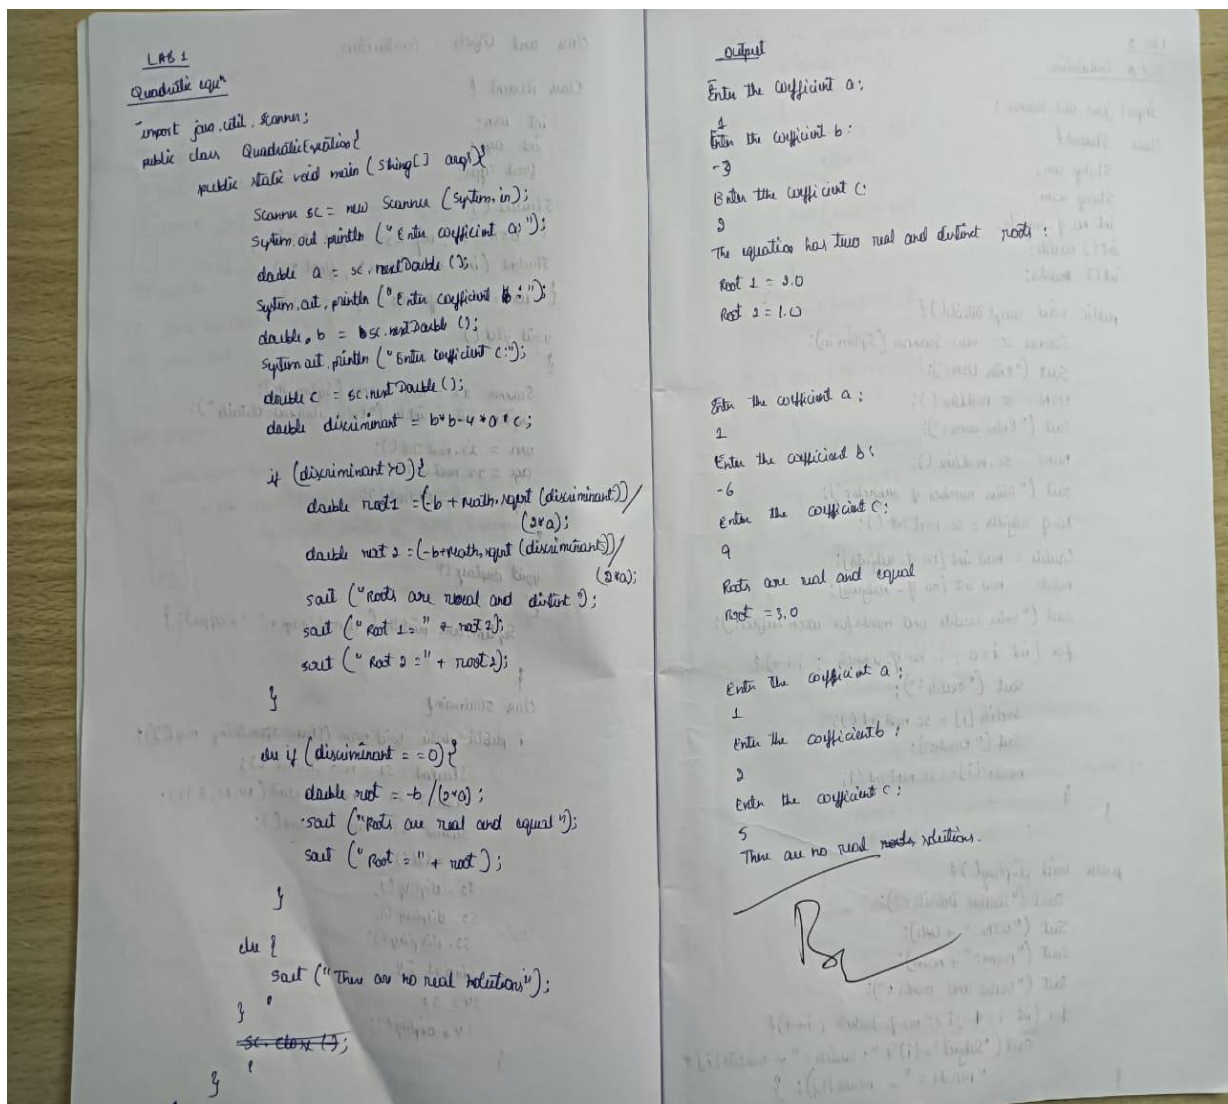 LAB 1
Quadratic equⁿ
import java.util.Scanner;
public class QuadraticEquation{
public static void main (String[] args){
Scanner sc = new Scanner (System.in);
System.out.println ("Enter coefficient a:");
double a = sc.nextDouble ();
System.out.println ("Enter coefficient b:");
double b = sc.nextDouble ();
System.out.println ("Enter coefficient c:");
double c = sc.nextDouble ();
double discriminant = b*b-4*a*c;
if (discriminant>0){
double root1 = (-b + Math.sqrt (discriminant))/
(2*a);
double root 2 = (-b+Math.sqrt (discriminant))/
(2*a);
sout ("Roots are real and distint");
sout ("Root 1=" + root 1);
sout ("Root 2 =" + root2);
}
else if (discriminant = =0){
double root = -b /(2*a);
sout ("Roots are real and equal");
sout ("Root = "+ root);
}
else {
sout ("There are no real solutions");
}
sc.close ();
}
output
Enter the coefficient a:
1
Enter the coefficient b:
-3
Enter the coefficient c:
2
The equation has two real and distinct roots:
Root 1 = 2.0
Root 2 = 1.0
Enter the coefficient a:
1
Enter the coefficient b:
-6
Enter the coefficient c:
9
Roots are real and equal
Root = 3.0
Enter the coefficient a:
1
Enter the coefficient b:
2
Enter the coefficient c:
5
There are no real roots solutions.